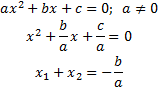 ax² + bx + c = 0;  a ≠ 0
x² + b/a x + c/a = 0
x₁ + x₂ = − b/a